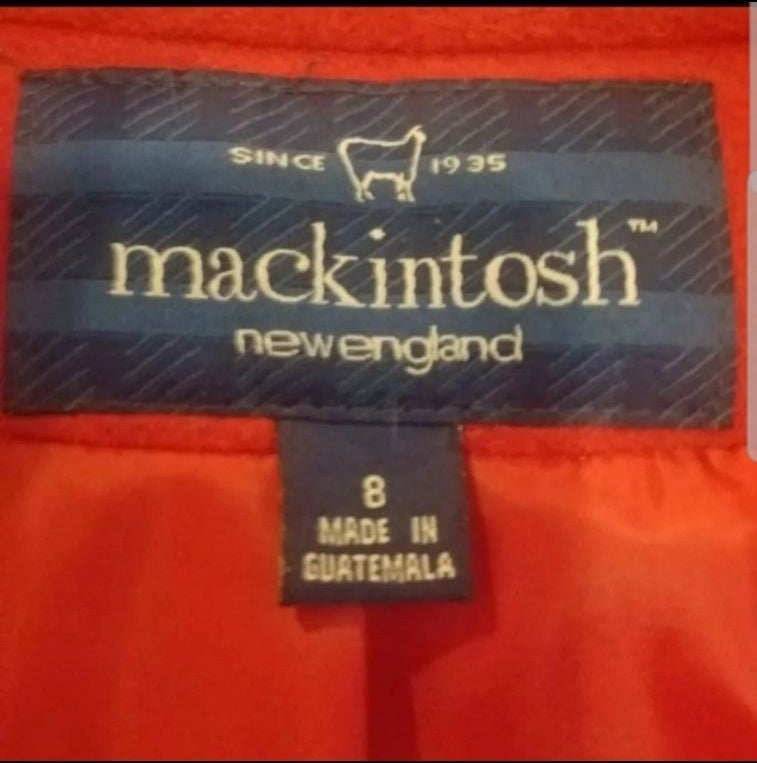 SINCE 1935
mackintosh™
newengland
8
MADE IN
GUATEMALA